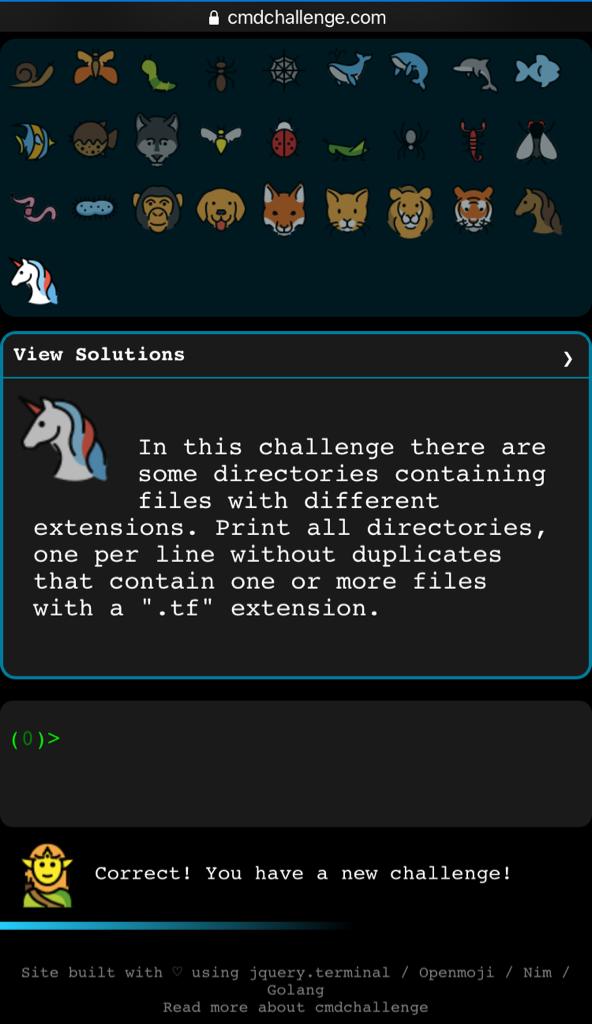 cmdchallenge.com
View Solutions ❯
In this challenge there are
some directories containing
files with different
extensions. Print all directories,
one per line without duplicates
that contain one or more files
with a ".tf" extension.
(0)>
Correct! You have a new challenge!
Site built with ♡ using jquery.terminal / Openmoji / Nim /
Golang
Read more about cmdchallenge